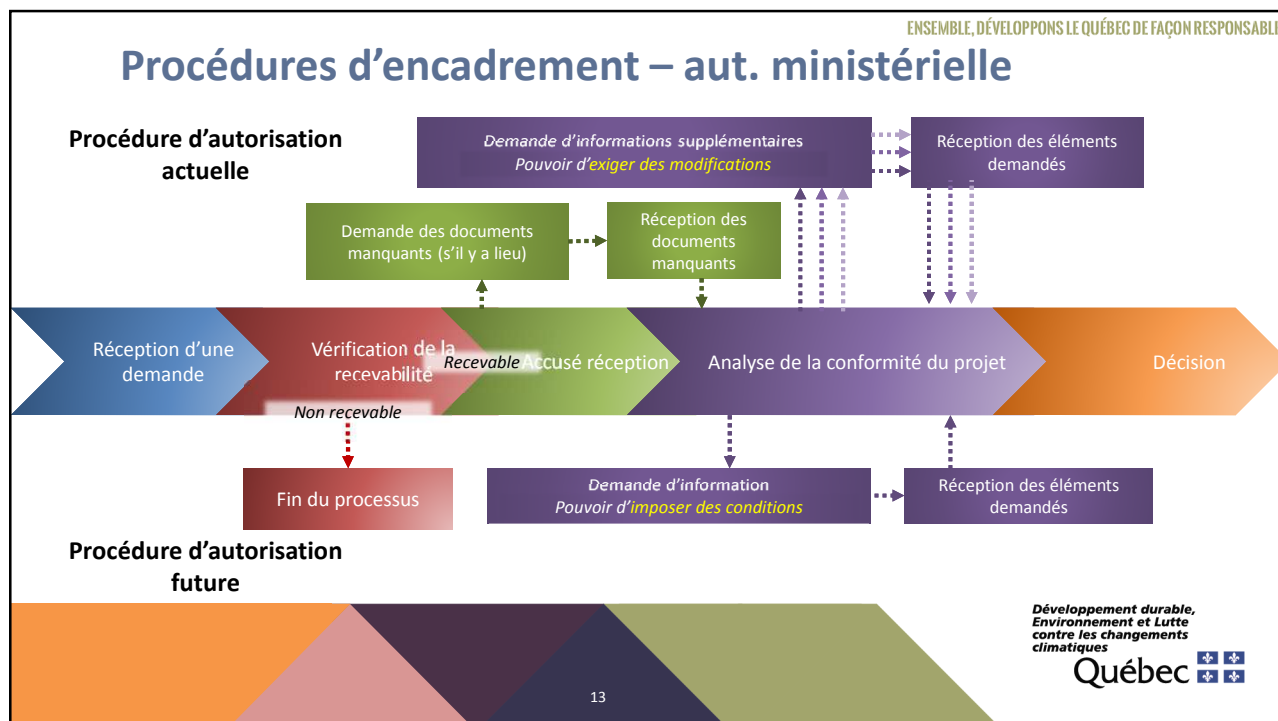 ENSEMBLE, DÉVELOPPONS LE QUÉBEC DE FAÇON RESPONSABLE
Procédures d'encadrement – aut. ministérielle
Procédure d'autorisation
actuelle
Demande d'informations supplémentaires
Pouvoir d'exiger des modifications
Réception des éléments
demandés
Demande des documents
manquants (s'il y a lieu)
Réception des
documents
manquants
Réception d'une
demande
Vérification de la
recevabilité
Recevable
Accusé réception
Analyse de la conformité du projet
Décision
Non recevable
Fin du processus
Demande d'information
Pouvoir d'imposer des conditions
Réception des éléments
demandés
Procédure d'autorisation
future
Développement durable,
Environnement et Lutte
contre les changements
climatiques
Québec
13